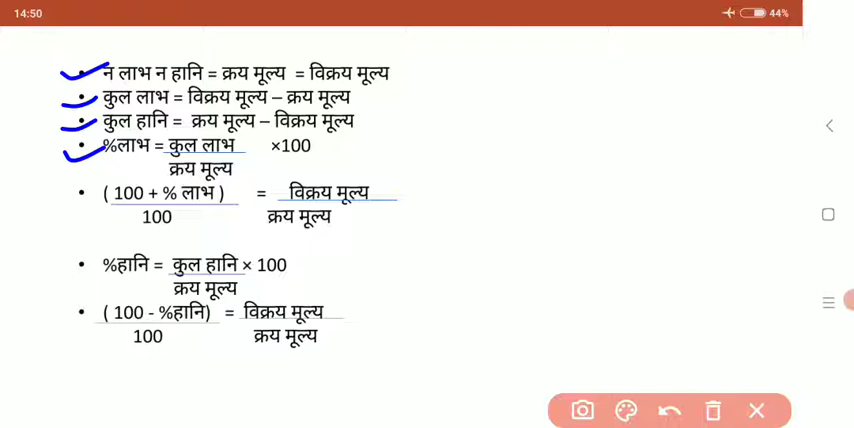 14:50
44%
• न लाभ न हानि = क्रय मूल्य = विक्रय मूल्य
• कुल लाभ = विक्रय मूल्य – क्रय मूल्य
• कुल हानि = क्रय मूल्य – विक्रय मूल्य
• %लाभ = कुल लाभ ×100
क्रय मूल्य
• ( 100 + % लाभ ) = विक्रय मूल्य
100 क्रय मूल्य
• %हानि = कुल हानि × 100
क्रय मूल्य
• ( 100 - %हानि) = विक्रय मूल्य
100 क्रय मूल्य